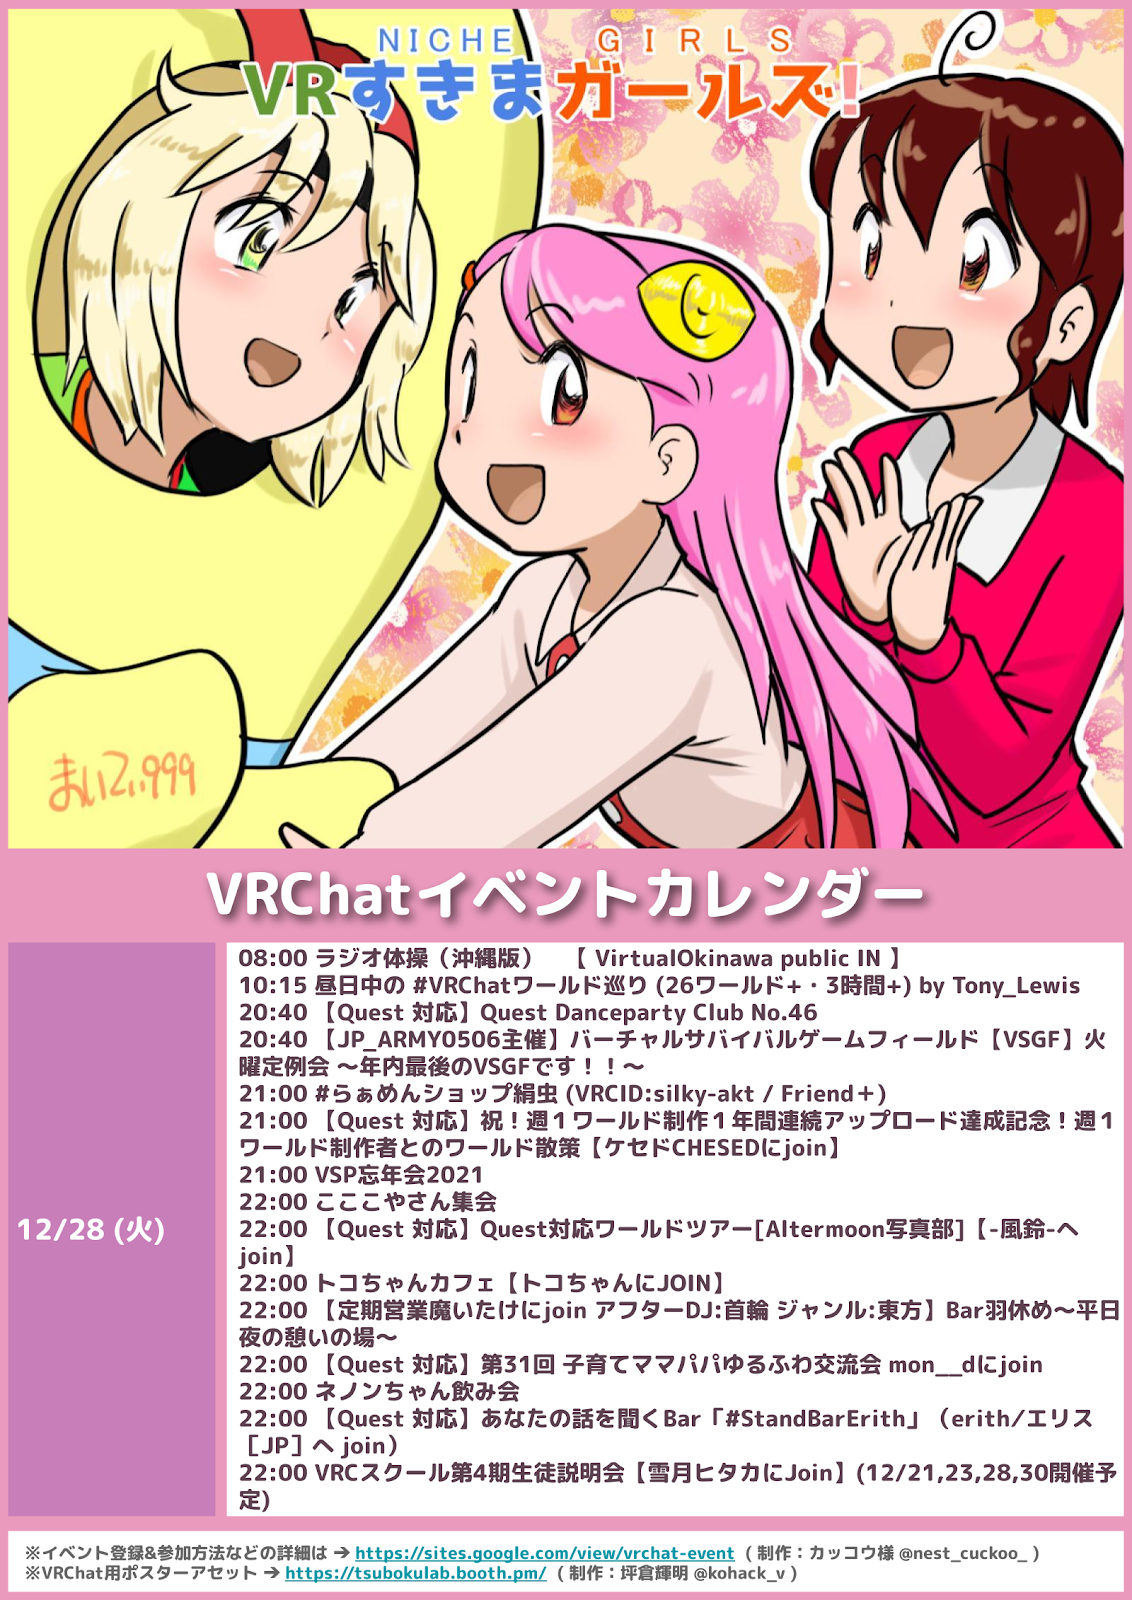 NICHE GIRLS
VRすきまガールズ!
まいてぃ999
VRChatイベントカレンダー
12/28 (火)
08:00 ラジオ体操（沖縄版）　【 VirtualOkinawa public IN 】
10:15 昼日中の #VRChatワールド巡り (26ワールド+・3時間+) by Tony_Lewis
20:40 【Quest 対応】Quest Danceparty Club No.46
20:40 【JP_ARMY0506主催】バーチャルサバイバルゲームフィールド【VSGF】火
曜定例会 〜年内最後のVSGFです！！〜
21:00 #らぁめんショップ絹虫 (VRCID:silky-akt / Friend＋)
21:00 【Quest 対応】祝！週１ワールド制作１年間連続アップロード達成記念！週１
ワールド制作者とのワールド散策【ケセドCHESEDにjoin】
21:00 VSP忘年会2021
22:00 こここやさん集会
22:00 【Quest 対応】Quest対応ワールドツアー[Altermoon写真部]【-風鈴-へ
join】
22:00 トコちゃんカフェ【トコちゃんにJOIN】
22:00 【定期営業魔いたけにjoin アフターDJ:首輪 ジャンル:東方】Bar羽休め〜平日
夜の憩いの場〜
22:00 【Quest 対応】第31回 子育てママパパゆるふわ交流会 mon__dにjoin
22:00 ネノンちゃん飲み会
22:00 【Quest 対応】あなたの話を聞くBar「#StandBarErith」（erith/エリス
［JP］へ join）
22:00 VRCスクール第4期生徒説明会【雪月ヒタカにJoin】(12/21,23,28,30開催予
定)
※イベント登録&参加方法などの詳細は ➔ https://sites.google.com/view/vrchat-event ( 制作：カッコウ様 @nest_cuckoo_ )
※VRChat用ポスターアセット ➔ https://tsubokulab.booth.pm/ ( 制作：坪倉輝明 @kohack_v )